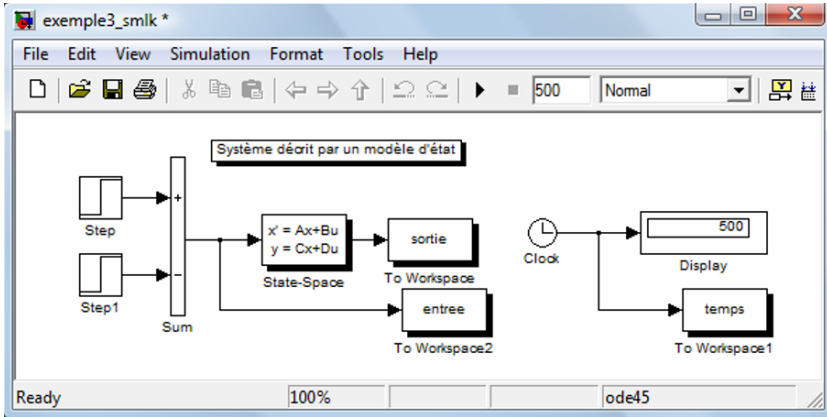 exemple3_smlk *
File Edit View Simulation Format Tools Help
500 Normal
Système décrit par un modèle d'état
+
Step
x' = Ax+Bu
y = Cx+Du
State-Space
sortie
To Workspace
Clock
500
Display
−
Step1
Sum
entree
To Workspace2
temps
To Workspace1
Ready 100% ode45